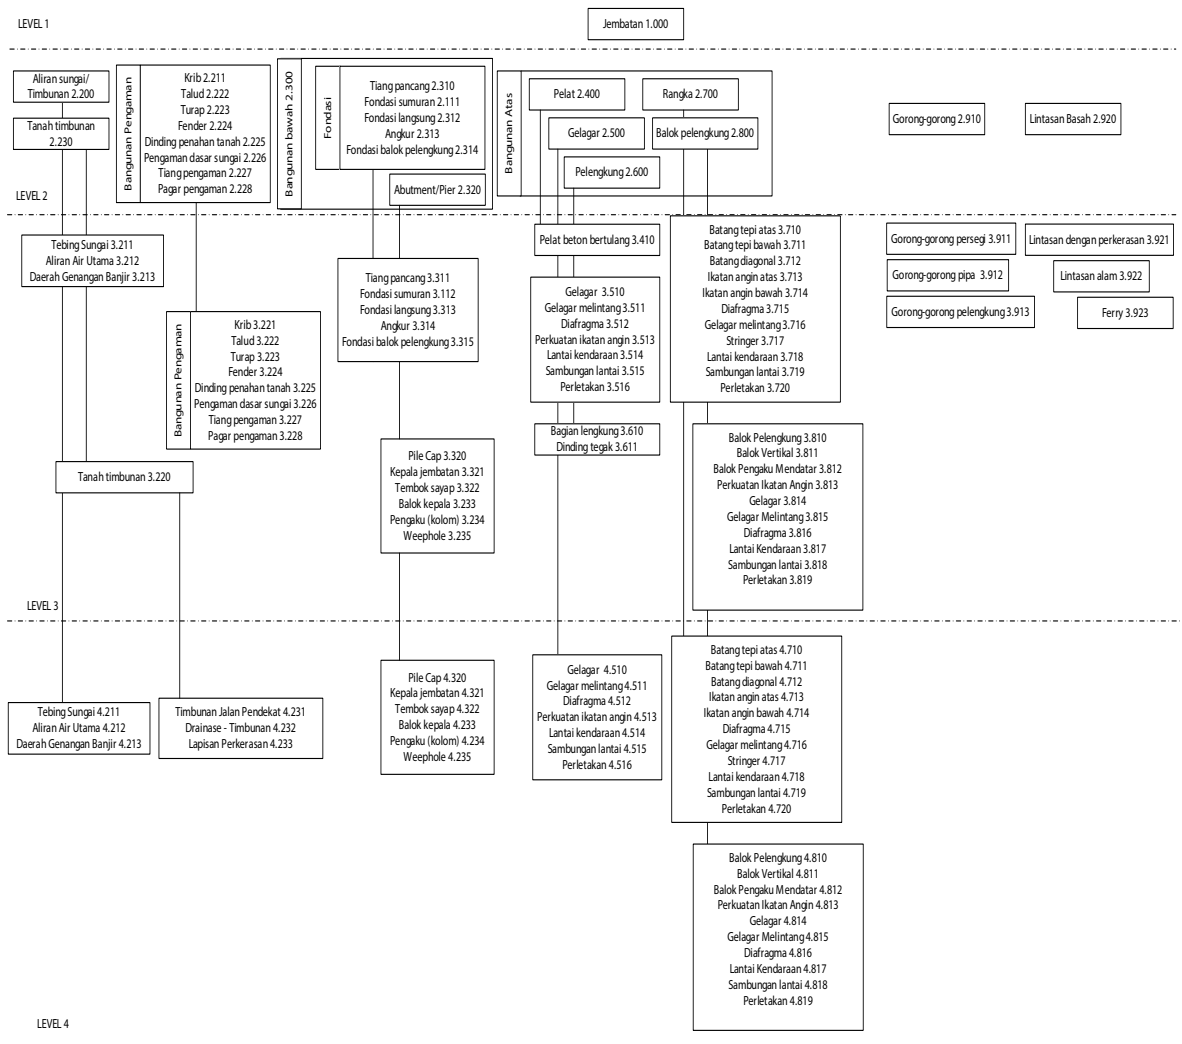 LEVEL 1
Jembatan 1.000
Aliran sungai/
Timbunan 2.200
Tanah timbunan
2.230
Bangunan Pengaman
Krib 2.211
Talud 2.222
Turap 2.223
Fender 2.224
Dinding penahan tanah 2.225
Pengaman dasar sungai 2.226
Tiang pengaman 2.227
Pagar pengaman 2.228
Bangunan bawah 2.300
Fondasi
Tiang pancang 2.310
Fondasi sumuran 2.111
Fondasi langsung 2.312
Angkur 2.313
Fondasi balok pelengkung 2.314
Abutment/Pier 2.320
Bangunan Atas
Pelat 2.400
Gelagar 2.500
Pelengkung 2.600
Rangka 2.700
Balok pelengkung 2.800
Gorong-gorong 2.910
Lintasan Basah 2.920
LEVEL 2
Tebing Sungai 3.211
Aliran Air Utama 3.212
Daerah Genangan Banjir 3.213
Bangunan Pengaman
Krib 3.221
Talud 3.222
Turap 3.223
Fender 3.224
Dinding penahan tanah 3.225
Pengaman dasar sungai 3.226
Tiang pengaman 3.227
Pagar pengaman 3.228
Tanah timbunan 3.220
Tiang pancang 3.311
Fondasi sumuran 3.112
Fondasi langsung 3.313
Angkur 3.314
Fondasi balok pelengkung 3.315
Pile Cap 3.320
Kepala jembatan 3.321
Tembok sayap 3.322
Balok kepala 3.233
Pengaku (kolom) 3.234
Weephole 3.235
Pelat beton bertulang 3.410
Gelagar 3.510
Gelagar melintang 3.511
Diafragma 3.512
Perkuatan ikatan angin 3.513
Lantai kendaraan 3.514
Sambungan lantai 3.515
Perletakan 3.516
Bagian lengkung 3.610
Dinding tegak 3.611
Batang tepi atas 3.710
Batang tepi bawah 3.711
Batang diagonal 3.712
Ikatan angin atas 3.713
Ikatan angin bawah 3.714
Diafragma 3.715
Gelagar melintang 3.716
Stringer 3.717
Lantai kendaraan 3.718
Sambungan lantai 3.719
Perletakan 3.720
Balok Pelengkung 3.810
Balok Vertikal 3.811
Balok Pengaku Mendatar 3.812
Perkuatan Ikatan Angin 3.813
Gelagar 3.814
Gelagar Melintang 3.815
Diafragma 3.816
Lantai Kendaraan 3.817
Sambungan lantai 3.818
Perletakan 3.819
Gorong-gorong persegi 3.911
Gorong-gorong pipa 3.912
Gorong-gorong pelengkung 3.913
Lintasan dengan perkerasan 3.921
Lintasan alam 3.922
Ferry 3.923
LEVEL 3
Tebing Sungai 4.211
Aliran Air Utama 4.212
Daerah Genangan Banjir 4.213
Timbunan Jalan Pendekat 4.231
Drainase - Timbunan 4.232
Lapisan Perkerasan 4.233
Pile Cap 4.320
Kepala jembatan 4.321
Tembok sayap 4.322
Balok kepala 4.233
Pengaku (kolom) 4.234
Weephole 4.235
Gelagar 4.510
Gelagar melintang 4.511
Diafragma 4.512
Perkuatan ikatan angin 4.513
Lantai kendaraan 4.514
Sambungan lantai 4.515
Perletakan 4.516
Batang tepi atas 4.710
Batang tepi bawah 4.711
Batang diagonal 4.712
Ikatan angin atas 4.713
Ikatan angin bawah 4.714
Diafragma 4.715
Gelagar melintang 4.716
Stringer 4.717
Lantai kendaraan 4.718
Sambungan lantai 4.719
Perletakan 4.720
Balok Pelengkung 4.810
Balok Vertikal 4.811
Balok Pengaku Mendatar 4.812
Perkuatan Ikatan Angin 4.813
Gelagar 4.814
Gelagar Melintang 4.815
Diafragma 4.816
Lantai Kendaraan 4.817
Sambungan lantai 4.818
Perletakan 4.819
LEVEL 4